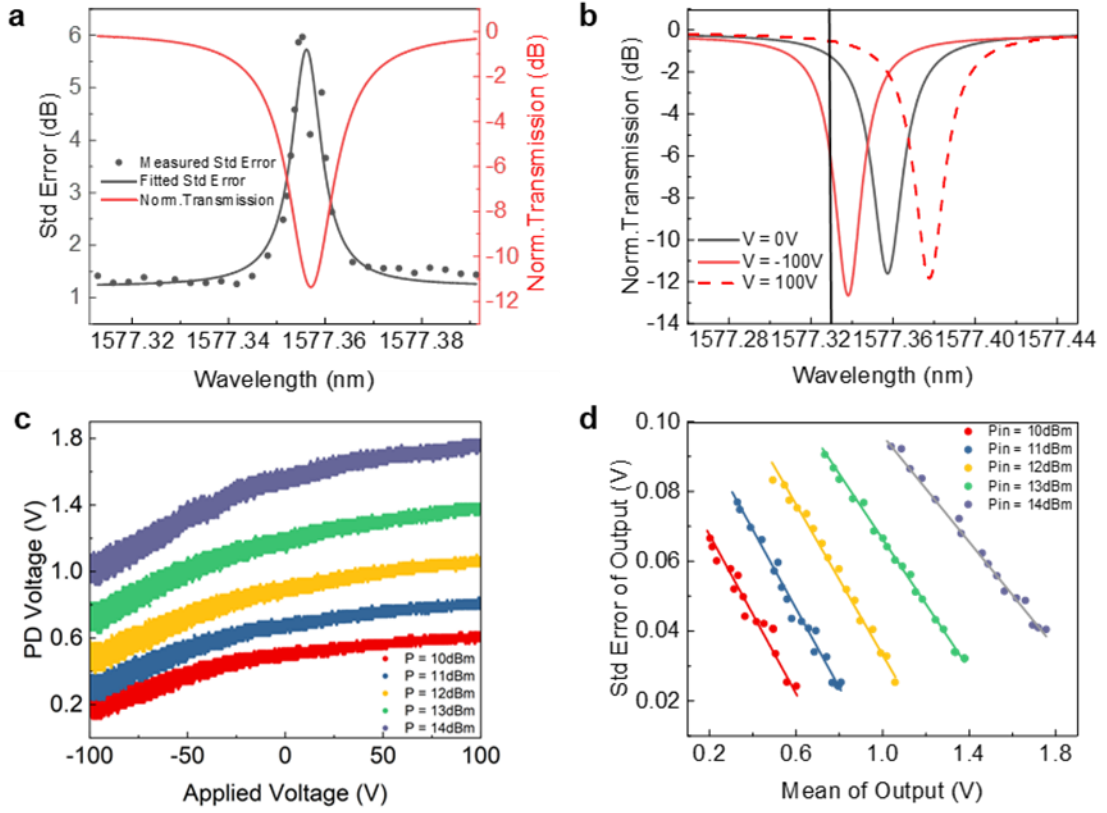 a
Std Error (dB)
6
5
4
3
2
1
Measured Std Error
Fitted Std Error
Norm.Transmission
0
-2
-4
-6
-8
-10
-12
Norm.Transmission (dB)
1577.32 1577.34 1577.36 1577.38
Wavelength (nm)
b
Norm.Transmission (dB)
0
-2
-4
-6
-8
-10
-12
-14
V = 0V
V = -100V
V = 100V
1577.28 1577.32 1577.36 1577.40 1577.44
Wavelength (nm)
c
PD Voltage (V)
1.8
1.4
1.0
0.6
0.2
P = 10dBm
P = 11dBm
P = 12dBm
P = 13dBm
P = 14dBm
-100 -50 0 50 100
Applied Voltage (V)
d
Std Error of Output (V)
0.10
0.08
0.06
0.04
0.02
Pin = 10dBm
Pin = 11dBm
Pin = 12dBm
Pin = 13dBm
Pin = 14dBm
0.2 0.6 1.0 1.4 1.8
Mean of Output (V)